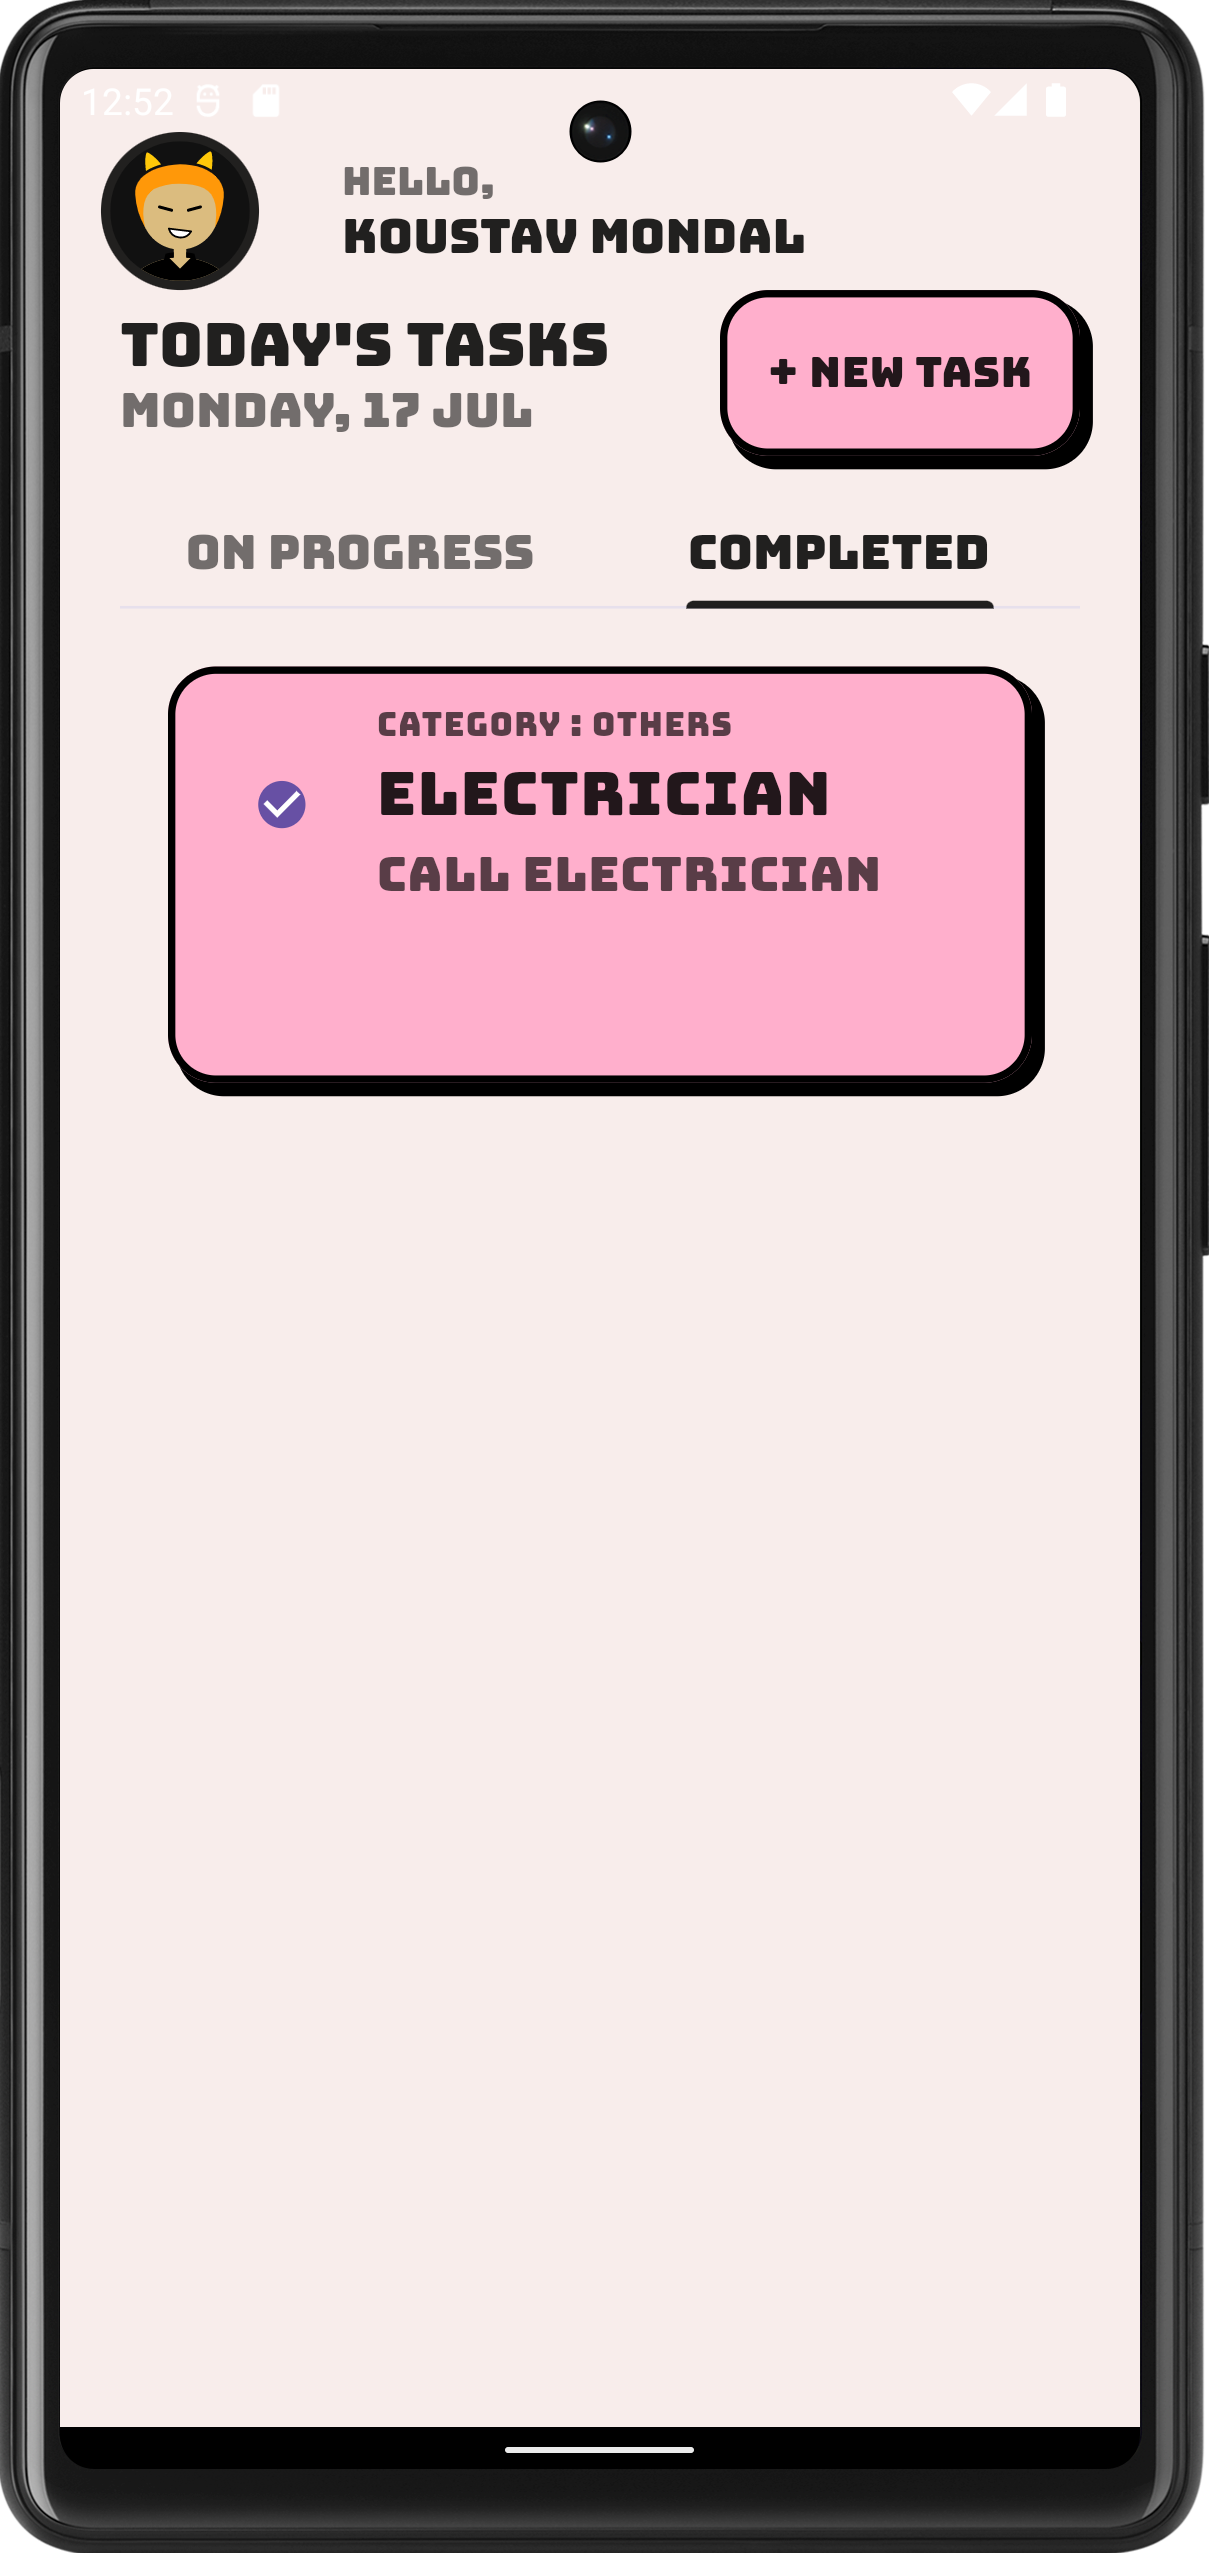 12:52
HELLO,
KOUSTAV MONDAL
TODAY'S TASKS
MONDAY, 17 JUL
+ NEW TASK
ON PROGRESS
COMPLETED
CATEGORY : OTHERS
ELECTRICIAN
CALL ELECTRICIAN